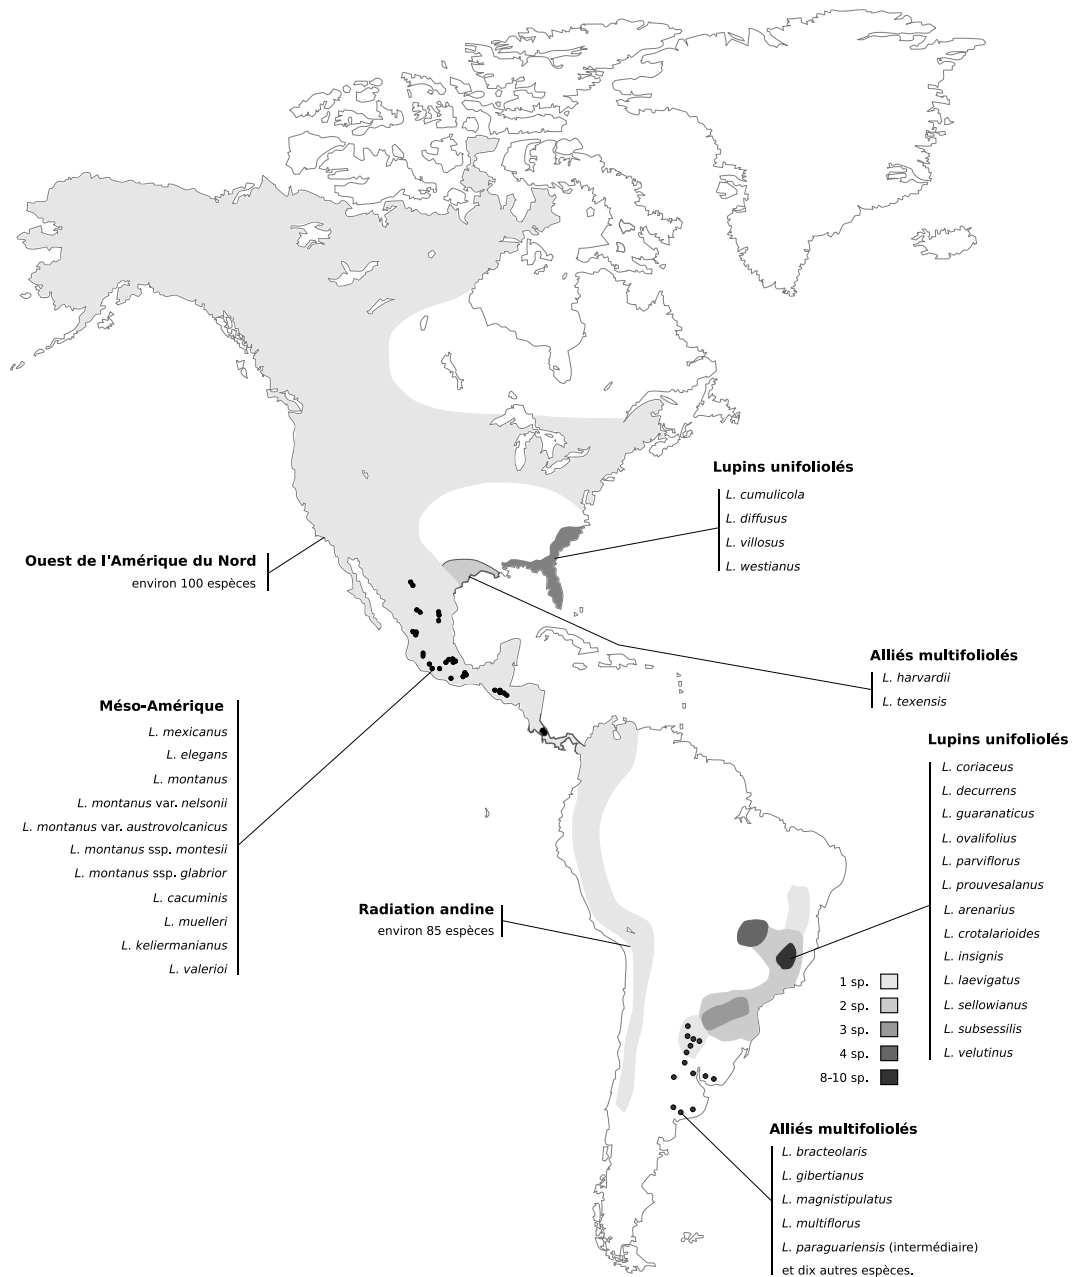 Lupins unifoliolés
L. cumulicola
L. diffusus
L. villosus
L. westianus
Ouest de l'Amérique du Nord
environ 100 espèces
Alliés multifoliolés
L. harvardii
L. texensis
Méso-Amérique
L. mexicanus
L. elegans
L. montanus
L. montanus var. nelsonii
L. montanus var. austrovolcanicus
L. montanus ssp. montesii
L. montanus ssp. glabrior
L. cacuminis
L. muelleri
L. keliermanianus
L. valerioi
Lupins unifoliolés
L. coriaceus
L. decurrens
L. guaranaticus
L. ovalifolius
L. parviflorus
L. prouvesalanus
L. arenarius
L. crotalarioides
L. insignis
L. laevigatus
L. sellowianus
L. subsessilis
L. velutinus
Radiation andine
environ 85 espèces
1 sp.
2 sp.
3 sp.
4 sp.
8-10 sp.
Alliés multifoliolés
L. bracteolaris
L. gibertianus
L. magnistipulatus
L. multiflorus
L. paraguariensis (intermédiaire)
et dix autres espèces.